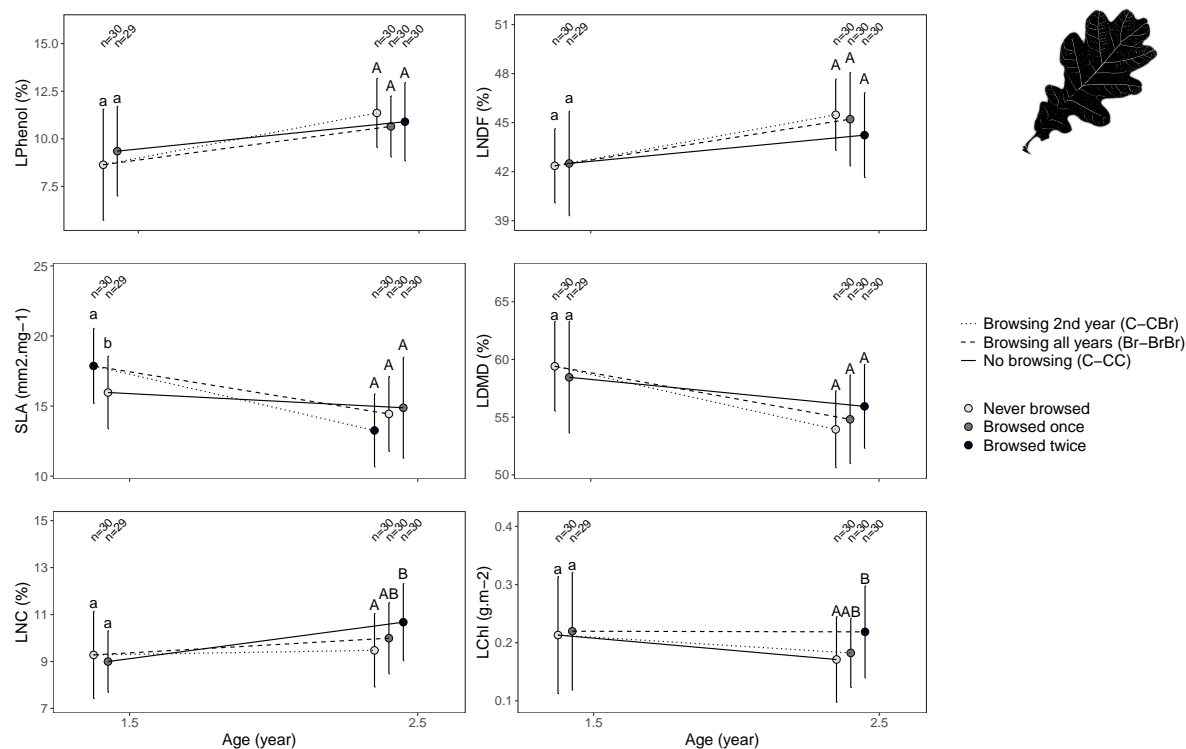 n=30
n=29
n=30
n=30
n=30
15.0
12.5
10.0
7.5
LPhenol (%)
a
a
A
A
A
n=30
n=29
n=30
n=30
n=30
51
48
45
42
39
LNDF (%)
a
a
A
A
A
n=30
n=29
n=30
n=30
n=30
25
20
15
10
SLA (mm2.mg−1)
a
b
A
A
A
n=30
n=29
n=30
n=30
n=30
65
60
55
50
LDMD (%)
a
a
A
A
A
Browsing 2nd year (C−CBr)
Browsing all years (Br−BrBr)
No browsing (C−CC)
Never browsed
Browsed once
Browsed twice
n=30
n=29
n=30
n=30
n=30
15
13
11
9
7
LNC (%)
a
a
A
AB
B
1.5
2.5
Age (year)
n=30
n=29
n=30
n=30
n=30
0.4
0.3
0.2
0.1
LChl (g.m−2)
a
a
A
AB
B
1.5
2.5
Age (year)